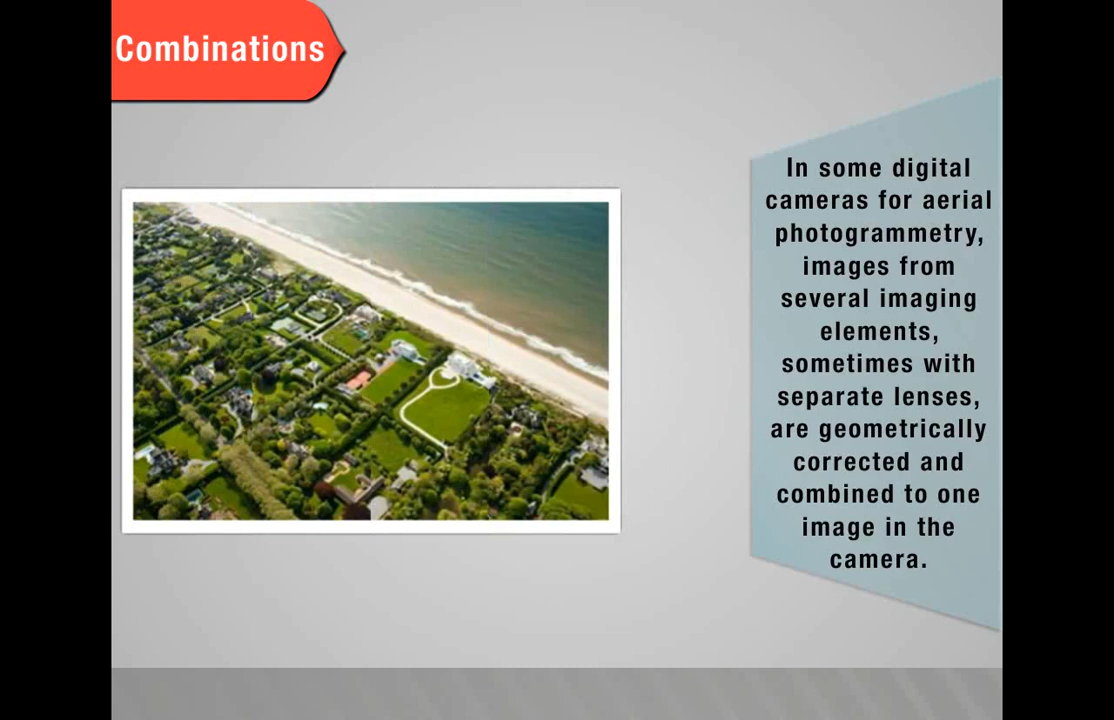 Combinations
In some digital
cameras for aerial
photogrammetry,
images from
several imaging
elements,
sometimes with
separate lenses,
are geometrically
corrected and
combined to one
image in the
camera.